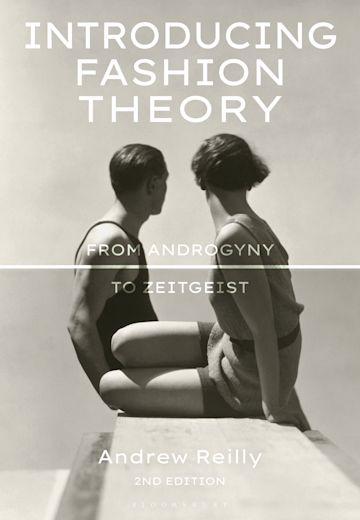 INTRODUCING
FASHION
THEORY
FROM ANDROGYNY
TO ZEITGEIST
Andrew Reilly
2ND EDITION
BLOOMSBURY